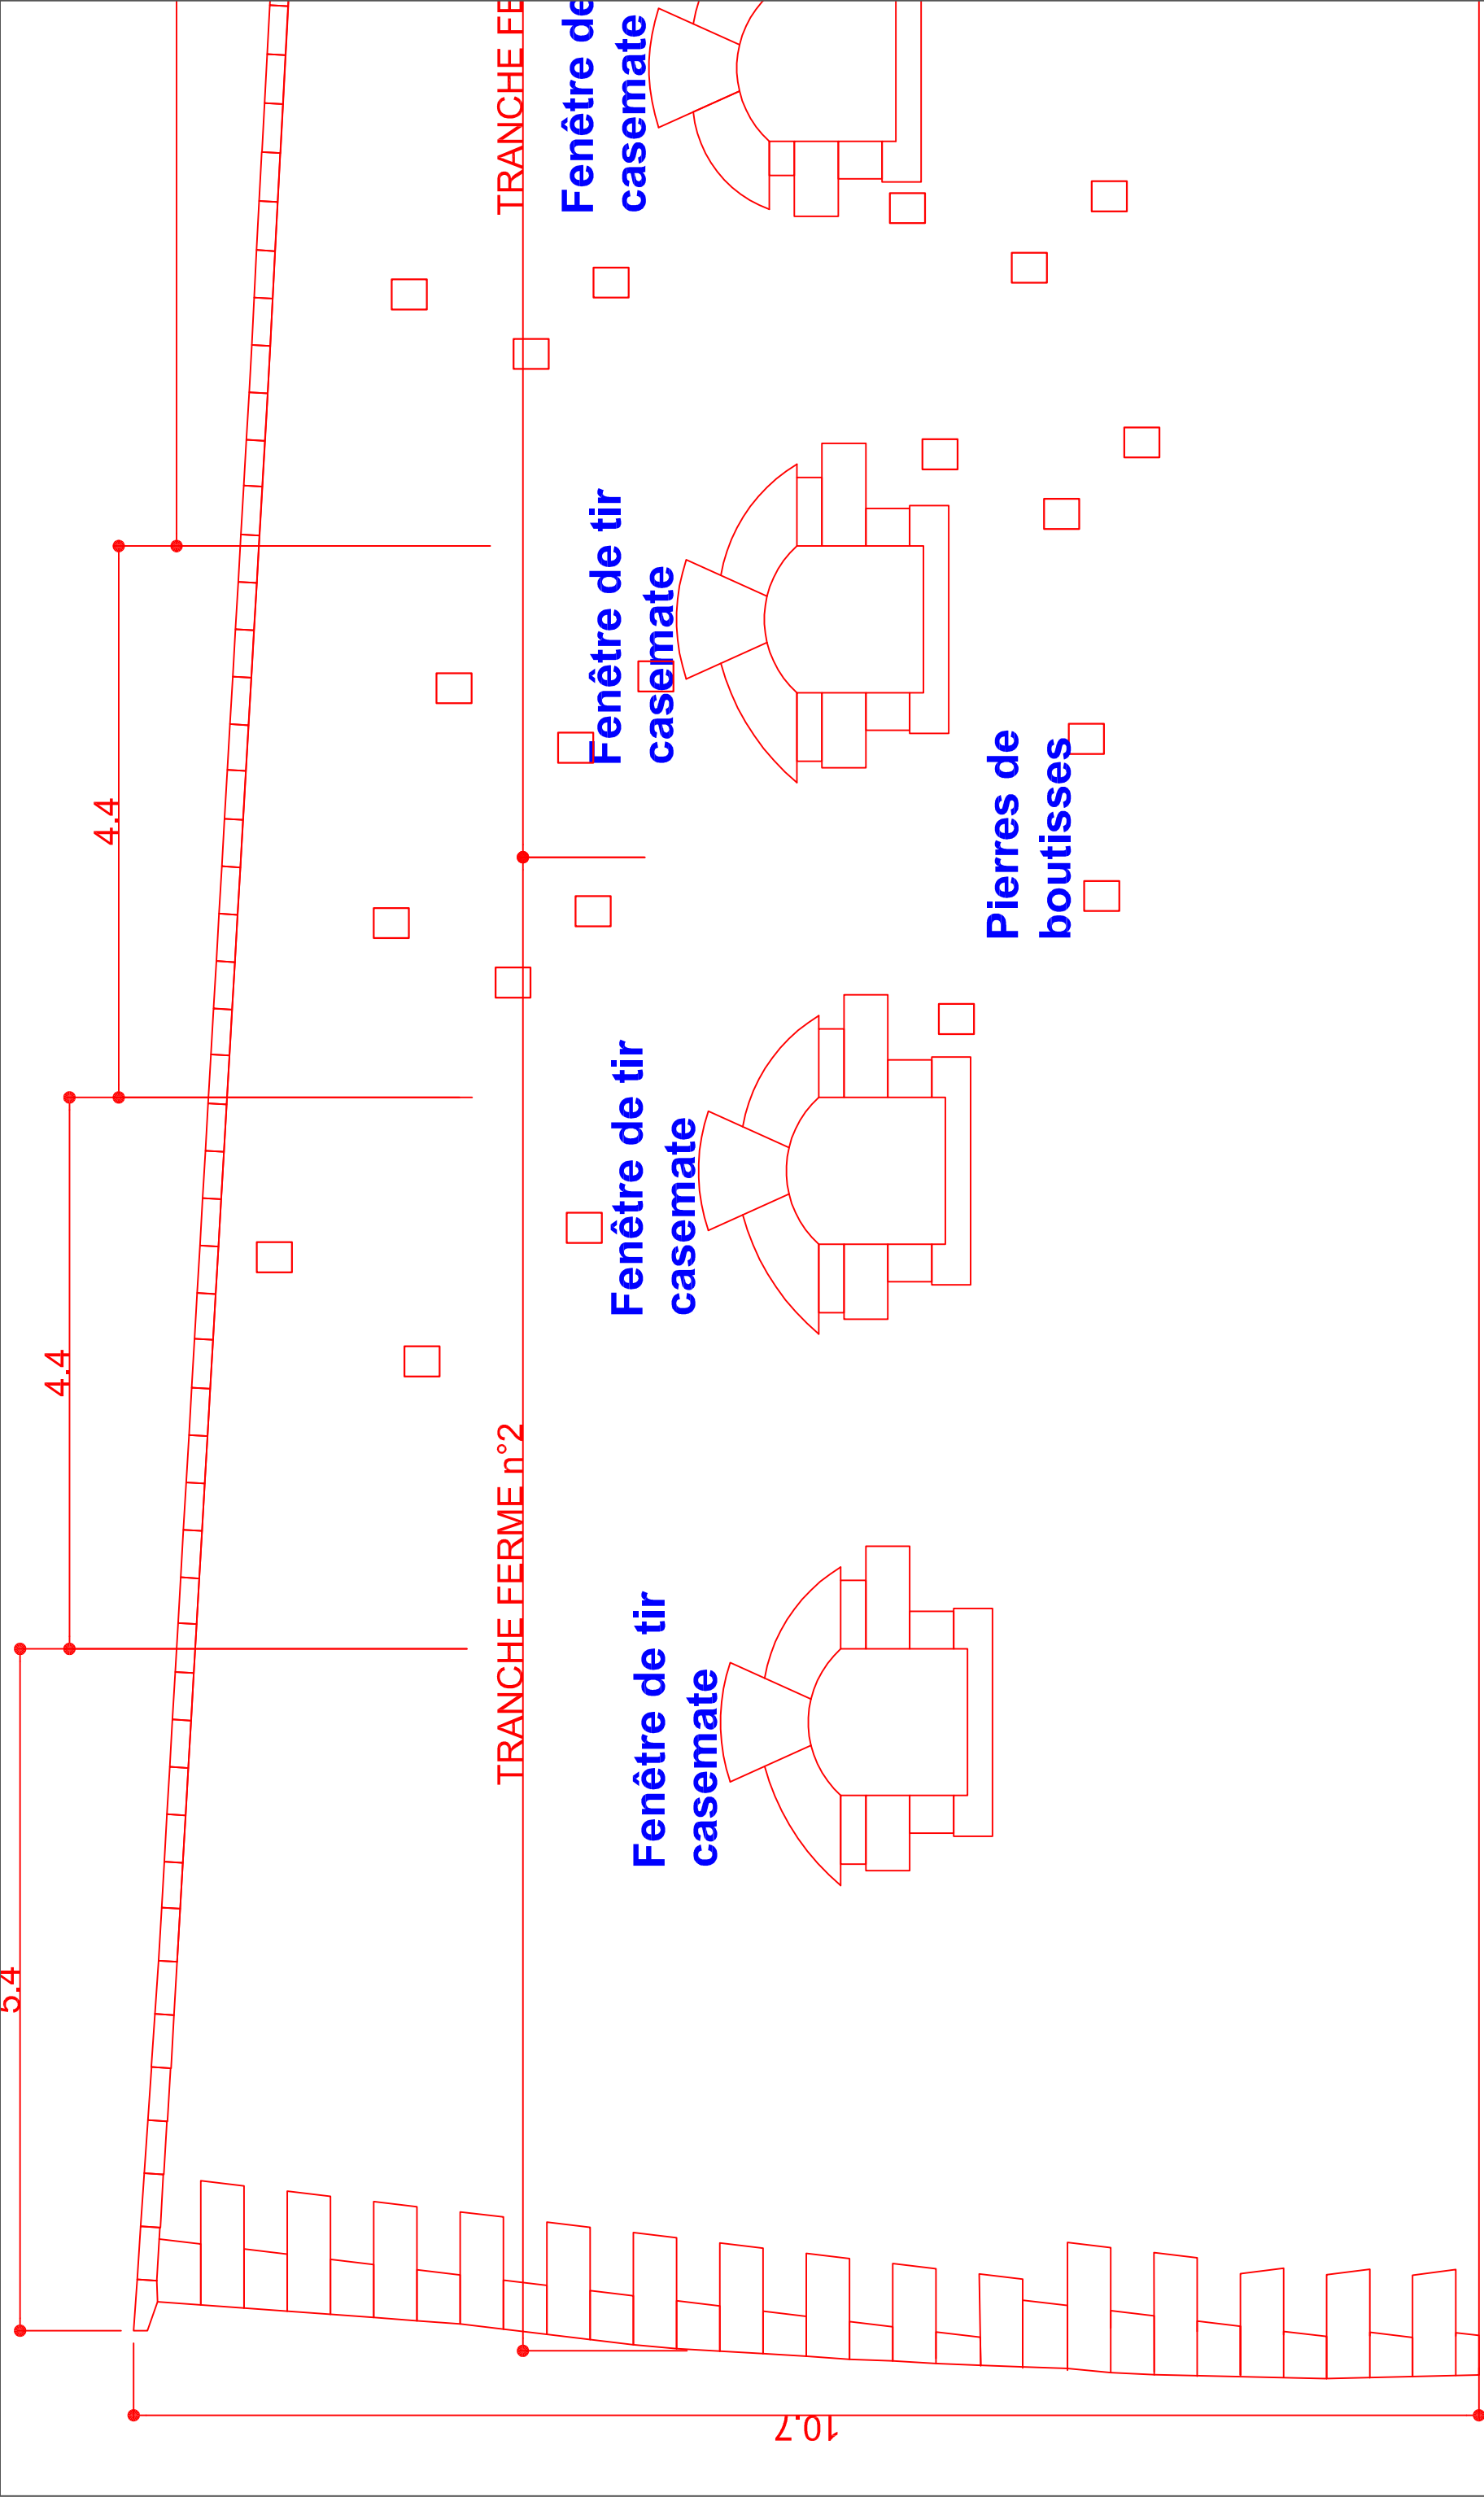 TRANCHE FE
Fenêtre de
casemate
Fenêtre de tir
casemate
4.4
Pierres de
boutisses
Fenêtre de tir
casemate
4.4
TRANCHE FERME n°2
Fenêtre de tir
casemate
5.4
10.7